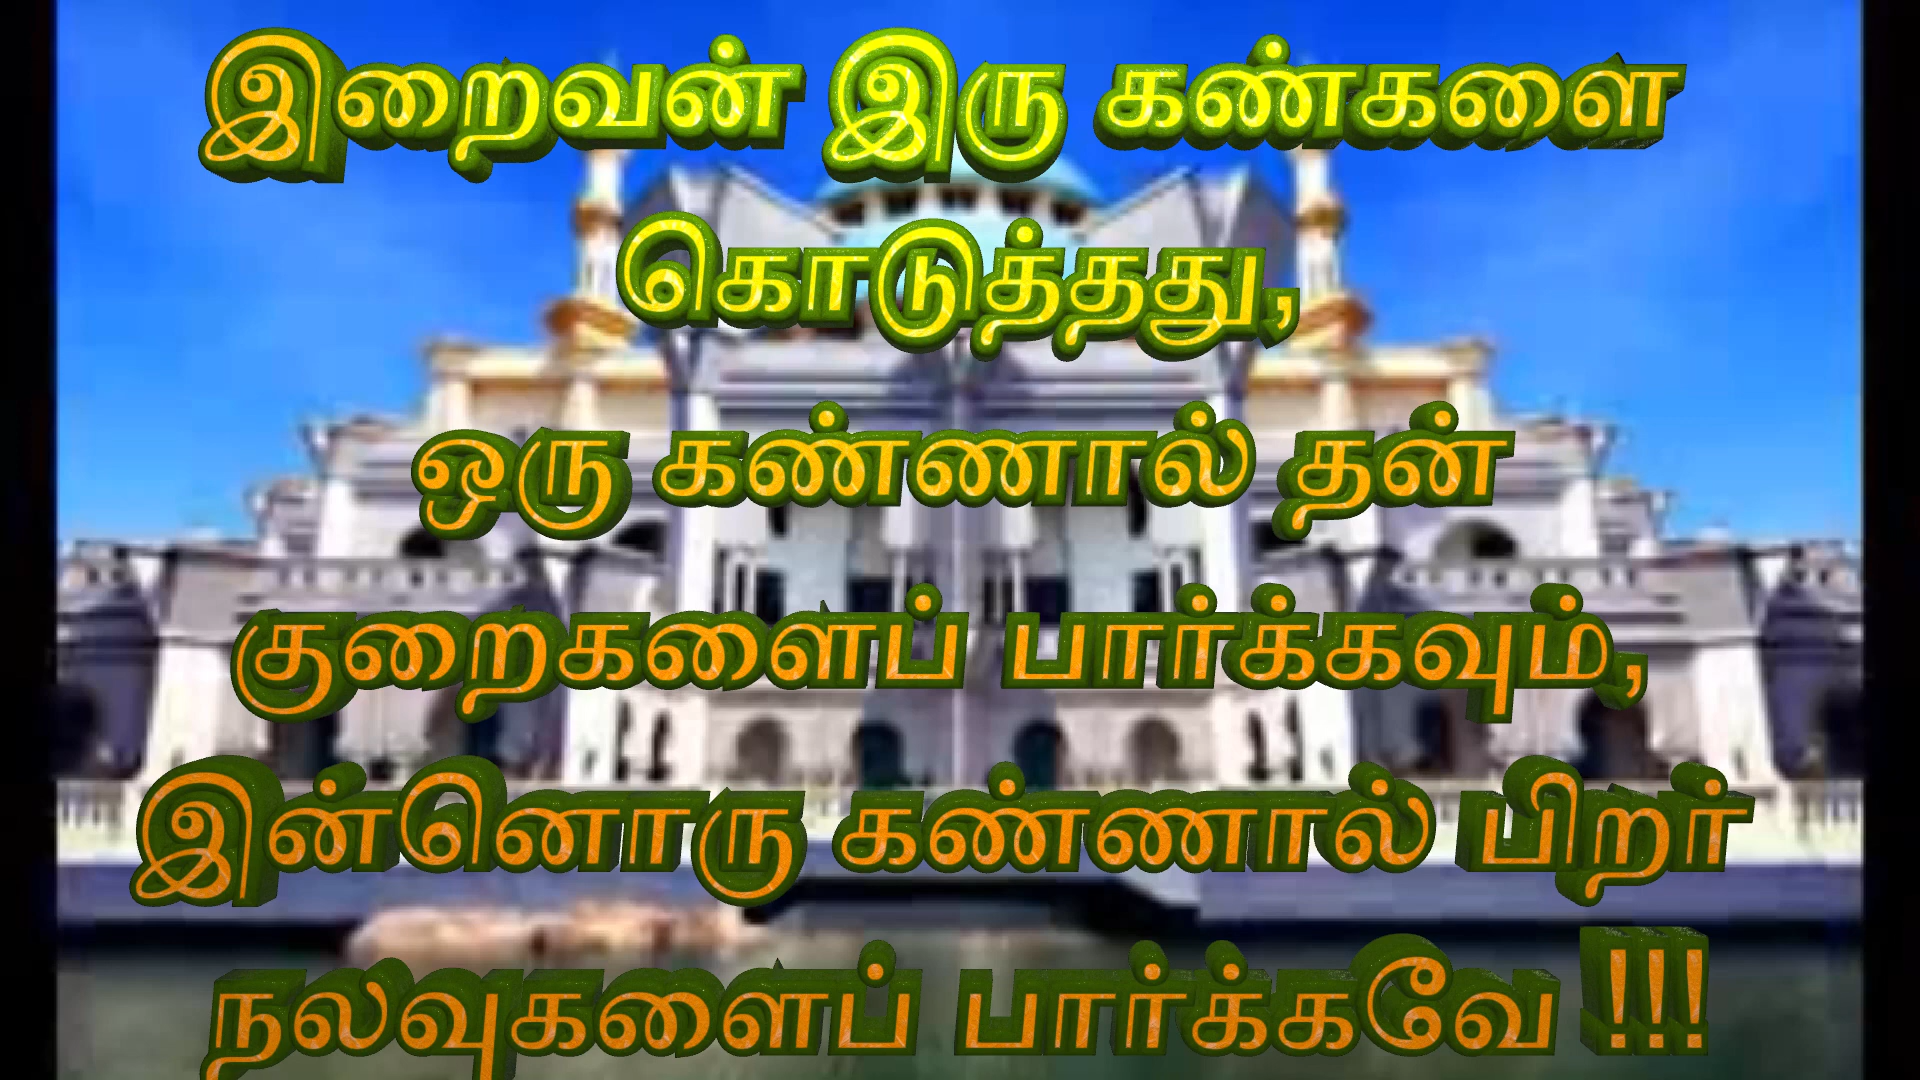 இறைவன் இரு கண்களை
கொடுத்தது,
ஒரு கண்ணால் தன்
குறைகளைப் பார்க்கவும்,
இன்னொரு கண்ணால் பிறர்
நலவுகளைப் பார்க்கவே !!!